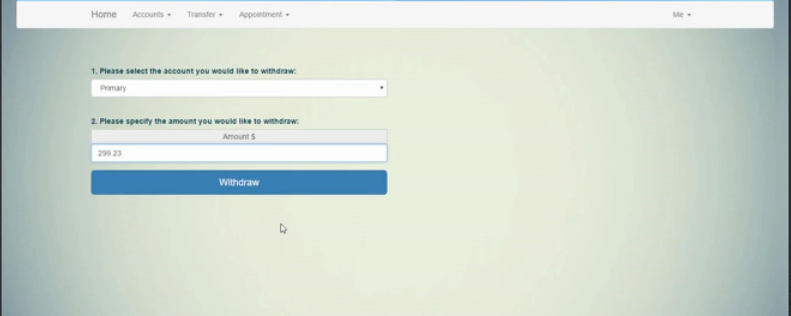 Home Accounts Transfer Appointment Me
1. Please select the account you would like to withdraw:
Primary
2. Please specify the amount you would like to withdraw:
Amount $
299.23
Withdraw